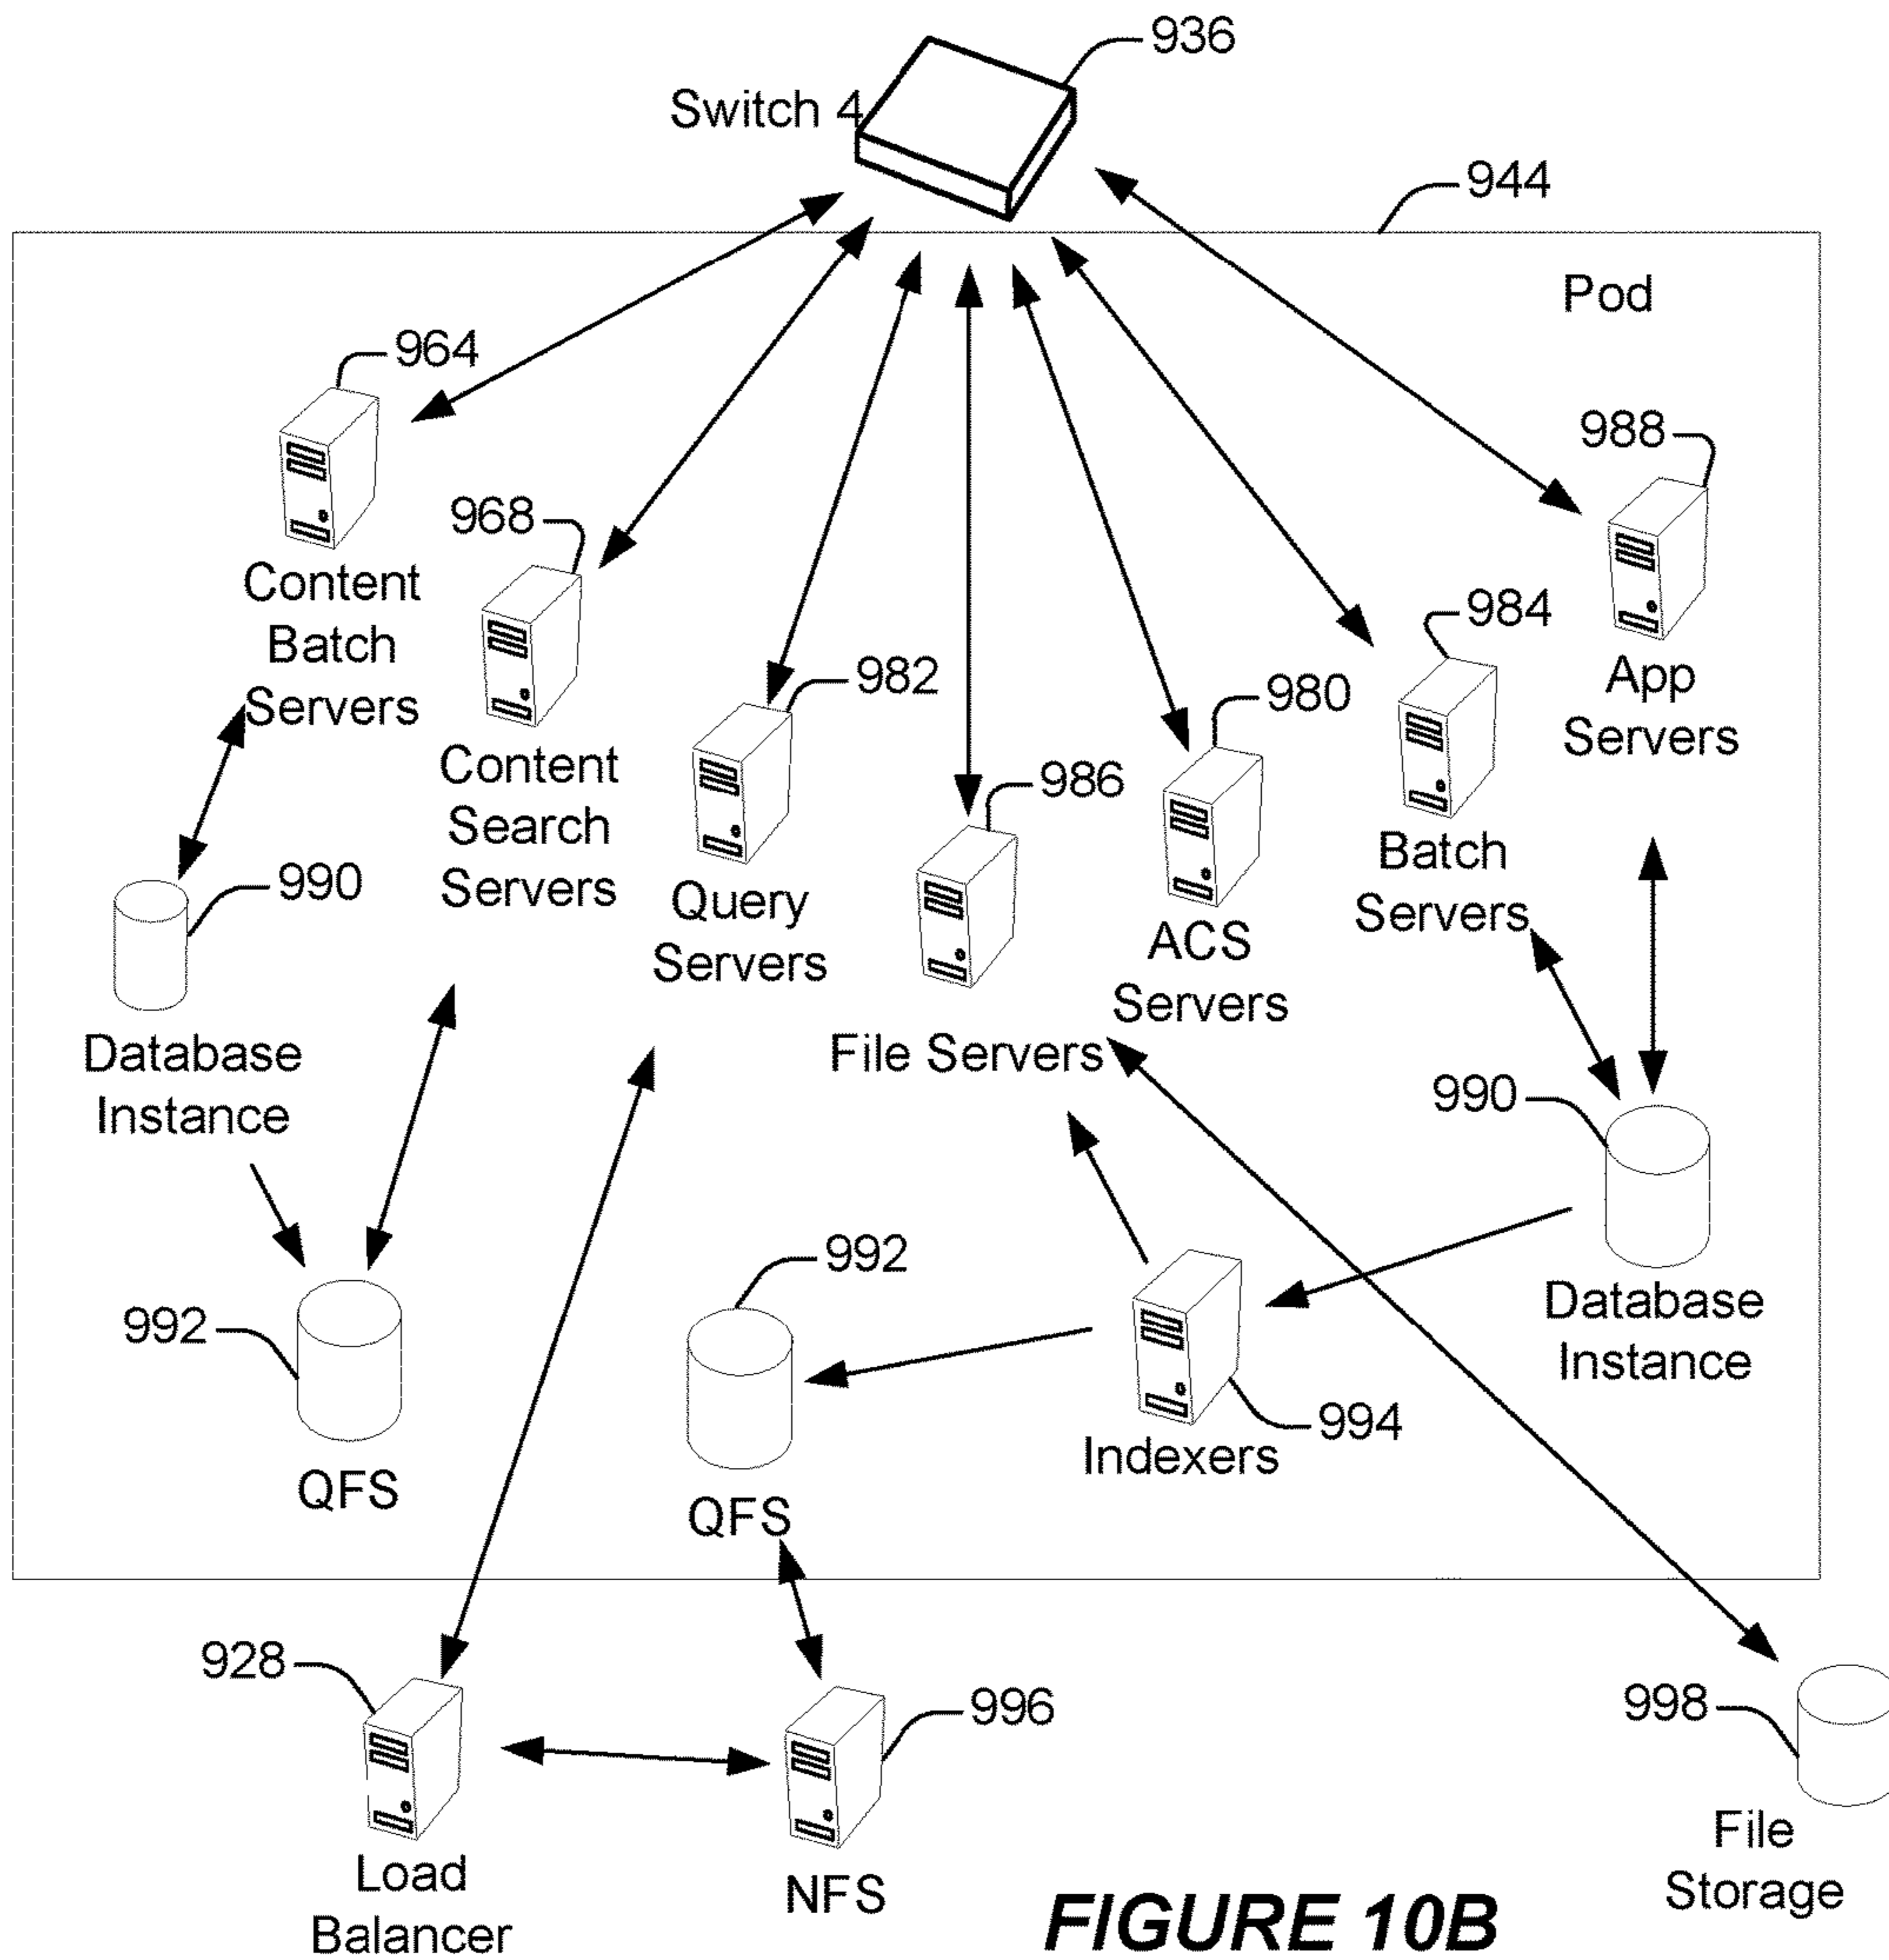 936
Switch 4
944
Pod
964
988
968
Content
Batch
Servers
984
982
980
App
Servers
Content
Search
Servers
986
990
Batch
Servers
Query
Servers
ACS
Servers
Database
Instance
File Servers
990
992
992
Database
Instance
994
Indexers
QFS
QFS
928
996
998
Load
Balancer
NFS
File
Storage
FIGURE 10B